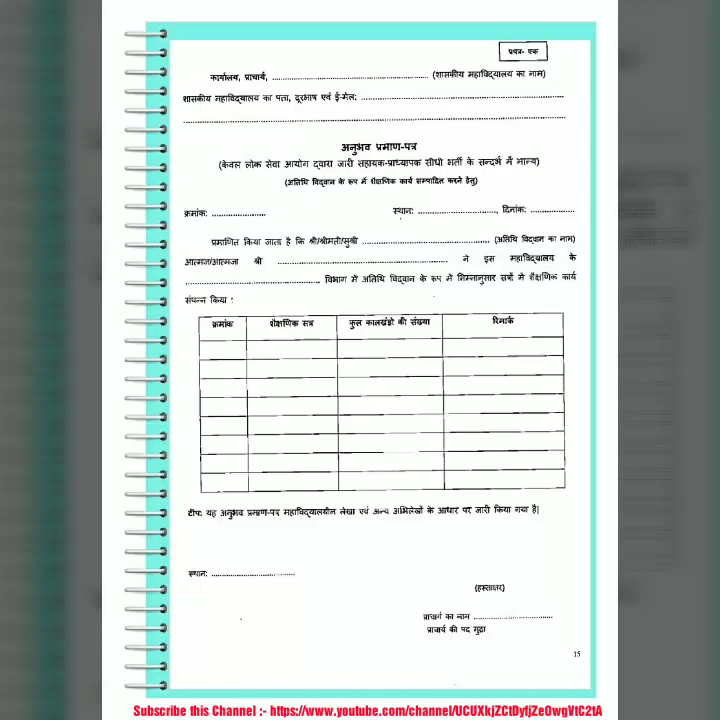 प्रपत्र- एक
कार्यालय, प्राचार्य, .................................................... (शासकीय महाविद्यालय का नाम)
शासकीय महाविद्यालय का पता, दूरभाष एवं ई-मेल: ....................................................................
................................................................................................................................
अनुभव प्रमाण-पत्र
(केवल लोक सेवा आयोग द्वारा जारी सहायक-प्राध्यापक सीधी भर्ती के सन्दर्भ में मान्य)
(अतिथि विद्वान के रूप में शैक्षणिक कार्य सम्पादित करने हेतु)
क्रमांक: .................. स्थान: .........................., दिनांक: ...............
प्रमाणित किया जाता है कि श्री/श्रीमती/सुश्री ........................................... (अतिथि विद्वान का नाम)
आत्मज/आत्मजा श्री ......................................................... ने इस महाविद्यालय के
............................................. विभाग में अतिथि विद्वान के रूप में निम्नानुसार सत्रों में शैक्षणिक कार्य
संपन्न किया :
क्रमांक शैक्षणिक सत्र कुल कालखंडो की संख्या रिमार्क
टीप: यह अनुभव प्रमाण-पत्र महाविद्यालयीन लेखा एवं अन्य अभिलेखों के आधार पर जारी किया गया है|
स्थान: ............................
(हस्ताक्षर)
प्राचार्य का नाम ...........................
प्राचार्य की पद मुद्रा
15
Subscribe this Channel :- https://www.youtube.com/channel/UCUXkjZCtDyfjZeOwgVtC2tA